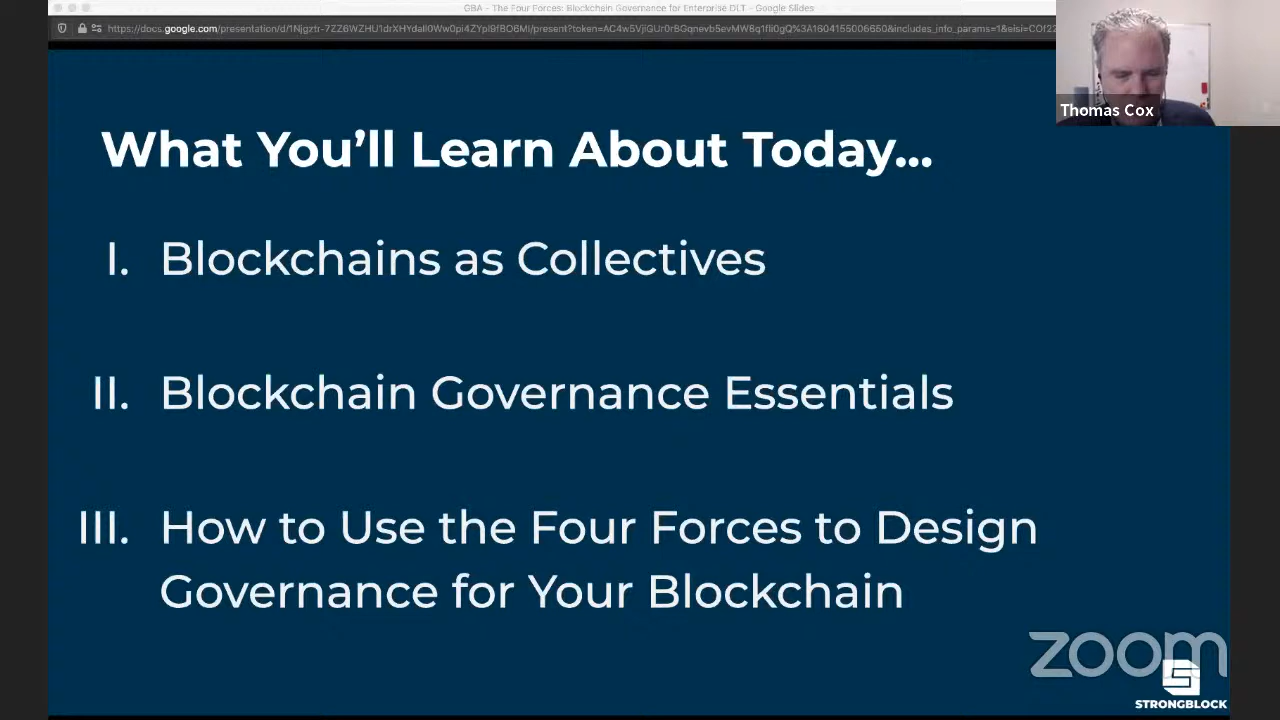 GBA - The Four Forces: Blockchain Governance for Enterprise DLT - Google Slides
Thomas Cox
What You’ll Learn About Today...
I. Blockchains as Collectives
II. Blockchain Governance Essentials
III. How to Use the Four Forces to Design
Governance for Your Blockchain
zoom
STRONGBLOCK